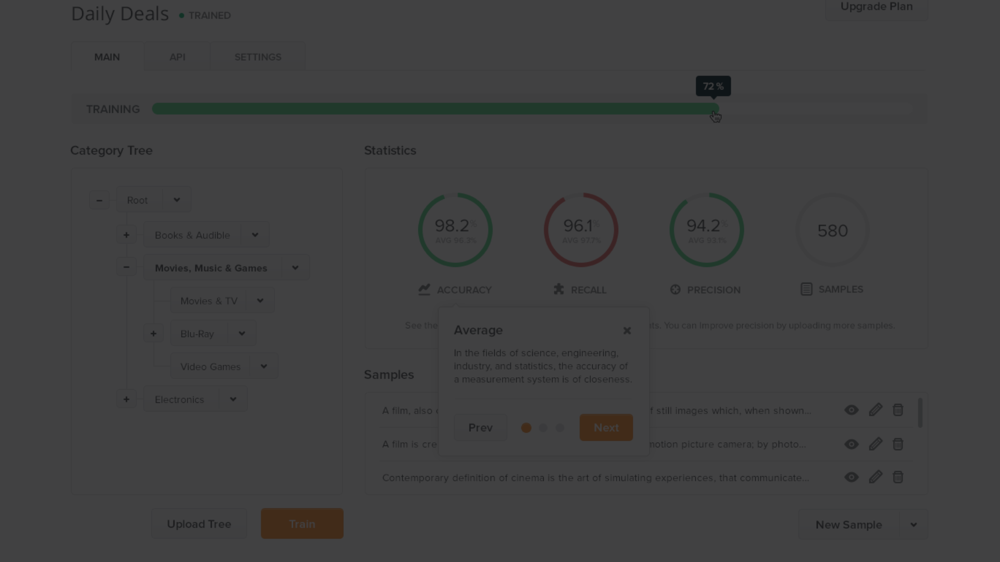 Daily Deals
TRAINED
Upgrade Plan
MAIN
API
SETTINGS
72 %
TRAINING
Category Tree
Root
Books & Audible
Movies, Music & Games
Movies & TV
Blu-Ray
Video Games
Electronics
Upload Tree
Train
Statistics
98.2%
AVG 96.3%
ACCURACY
96.1%
AVG 97.7%
RECALL
94.2%
AVG 93.1%
PRECISION
580
SAMPLES
See the
ts. You can improve precision by uploading more samples.
Average
In the fields of science, engineering,
industry, and statistics, the accuracy of
a measurement system is of closeness.
Prev
Next
Samples
A film, also
f still images which, when shown...
A film is cre
motion picture camera; by photo...
Contemporary definition of cinema is the art of simulating experiences, that communicate...
New Sample